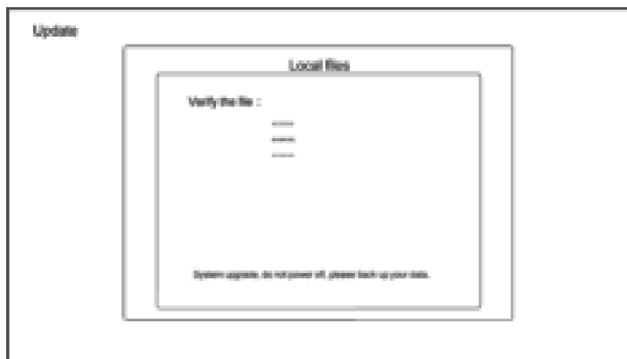 Update
Local files
Verify the file :
----
----
----
System upgrade, do not power off, please back up your data.